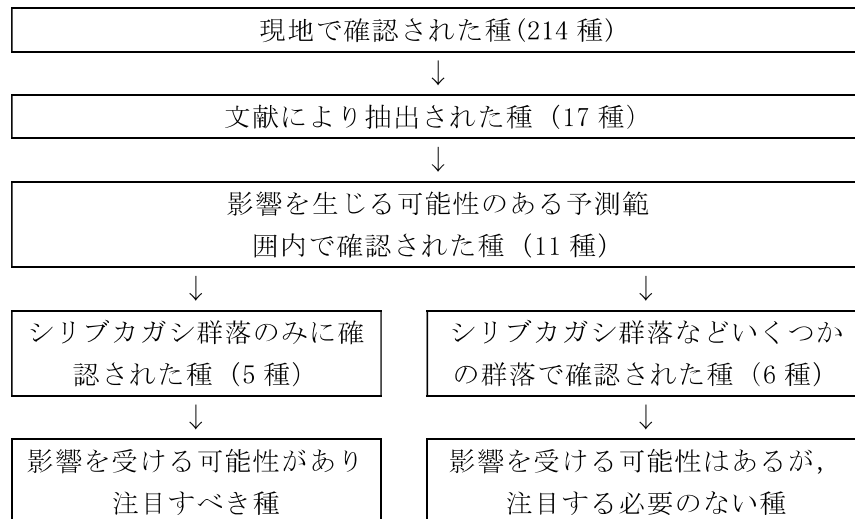 現地で確認された種(214 種)
↓
文献により抽出された種 (17 種)
↓
影響を生じる可能性のある予測範
囲内で確認された種 (11 種)
↓ ↓
シリブカガシ群落のみに確
認された種 (5 種)
シリブカガシ群落などいくつか
の群落で確認された種 (6 種)
↓ ↓
影響を受ける可能性があり
注目すべき種
影響を受ける可能性はあるが,
注目する必要のない種